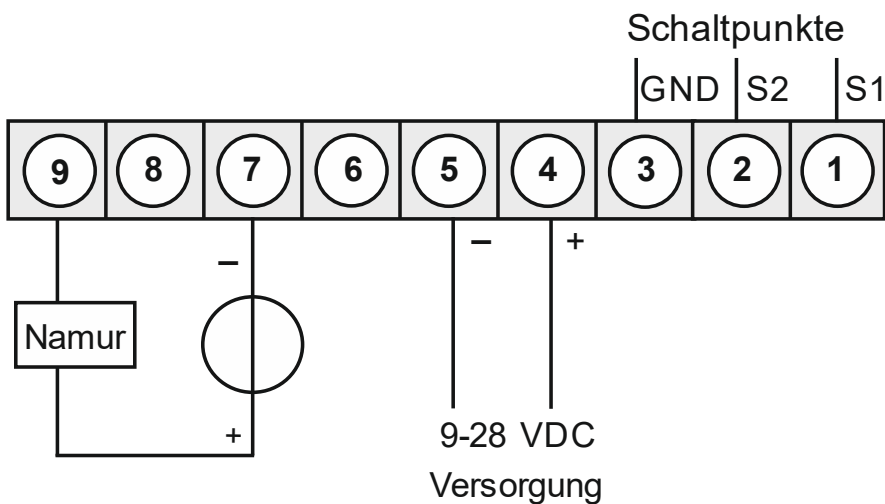 Schaltpunkte
GND S2 S1
9 8 7 6 5 4 3 2 1
– – +
Namur
+
9-28 VDC
Versorgung